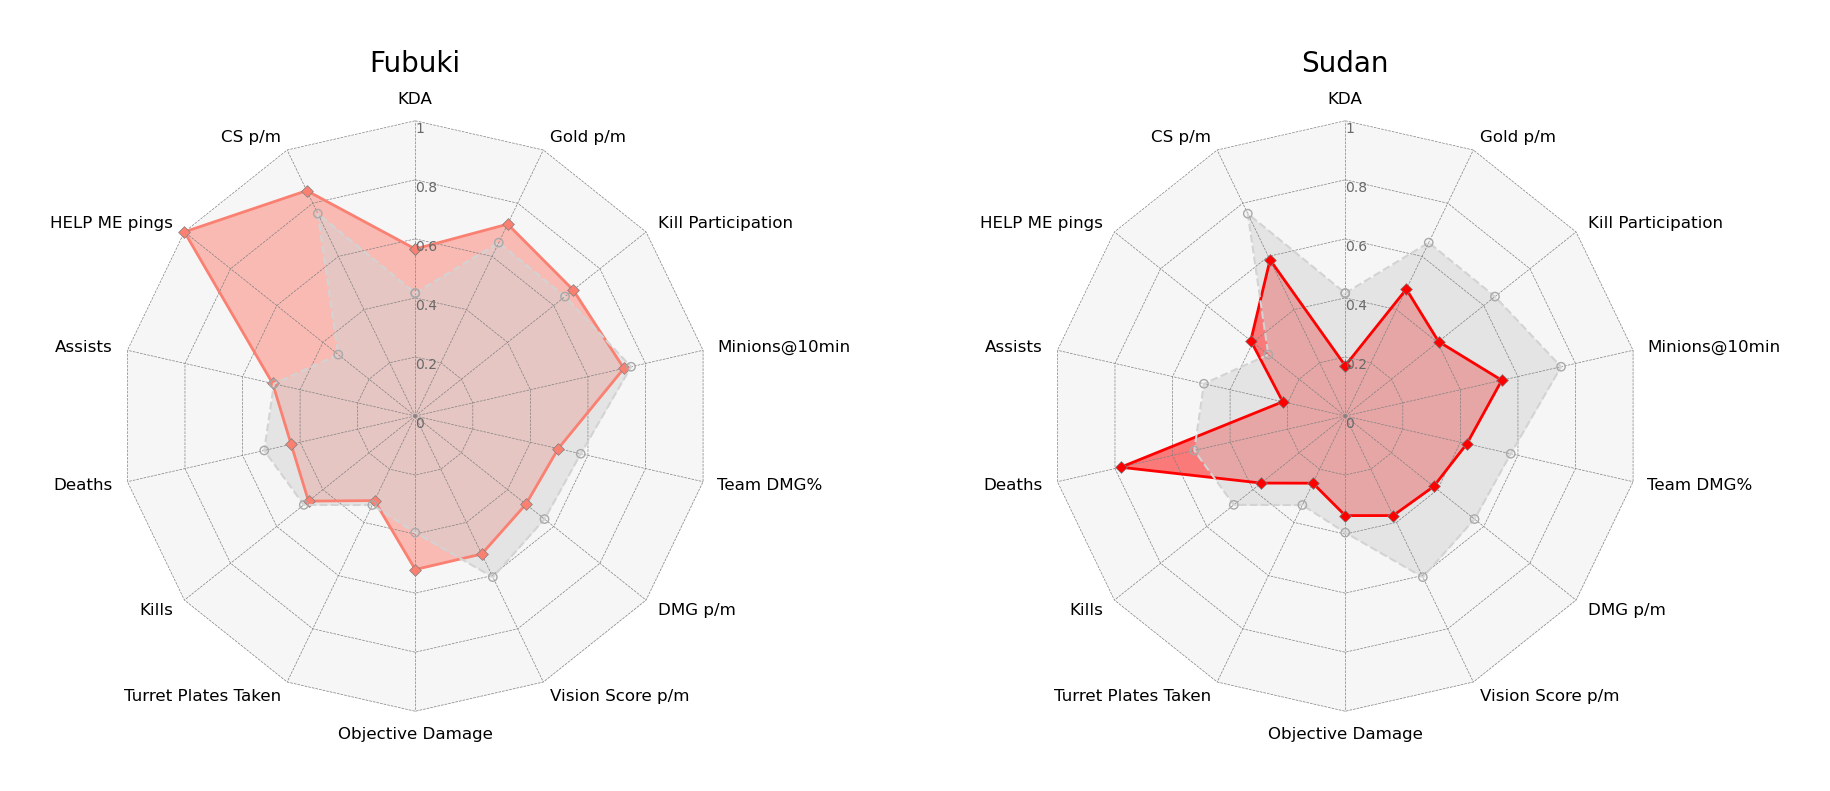 Fubuki
KDA
Gold p/m
Kill Participation
Minions@10min
Team DMG%
DMG p/m
Vision Score p/m
Objective Damage
Turret Plates Taken
Kills
Deaths
Assists
HELP ME pings
CS p/m
1
0.8
0.6
0.4
0.2
0
Sudan
KDA
Gold p/m
Kill Participation
Minions@10min
Team DMG%
DMG p/m
Vision Score p/m
Objective Damage
Turret Plates Taken
Kills
Deaths
Assists
HELP ME pings
CS p/m
1
0.8
0.6
0.4
0.2
0